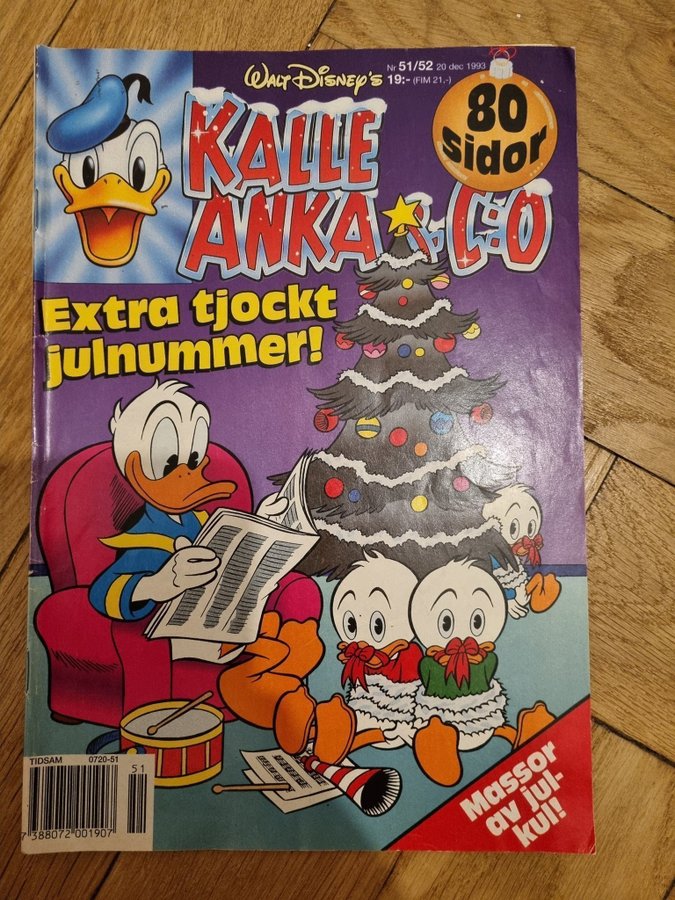 Walt Disney's
Nr 51/52 20 dec 1993
19:- (FIM 21,-)
80
sidor
KALLE
ANKA & C:O
Extra tjockt
julnummer!
TIDSAM 0720-51
51
7 388072 001907
Massor
av jul-
kul!